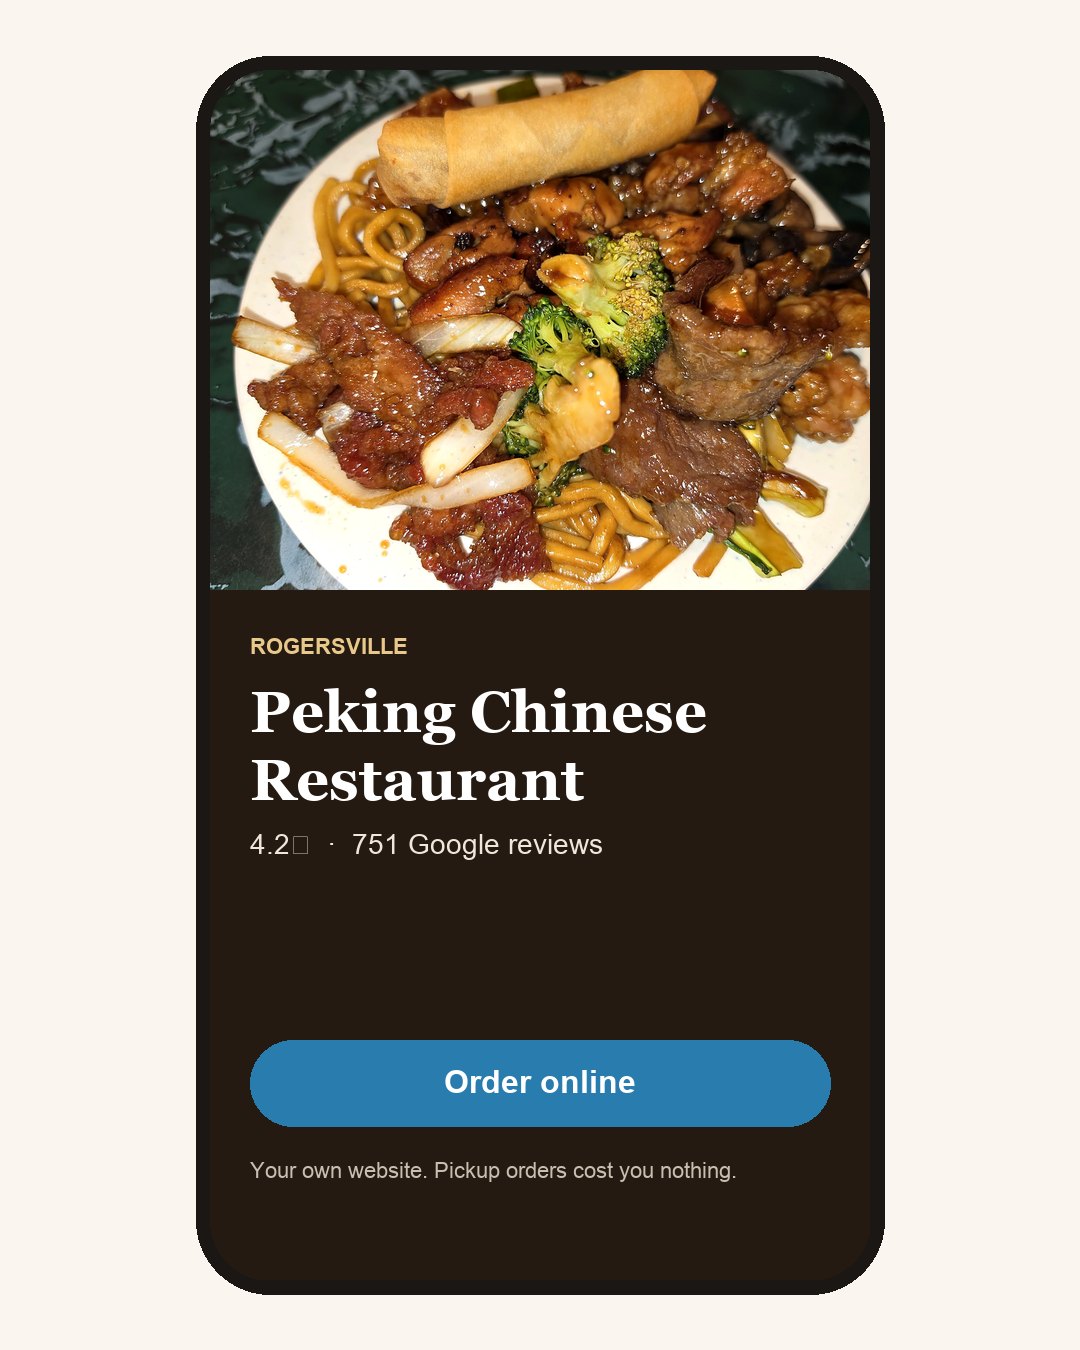 ROGERSVILLE
Peking Chinese
Restaurant
4.2□ · 751 Google reviews
Order online
Your own website. Pickup orders cost you nothing.